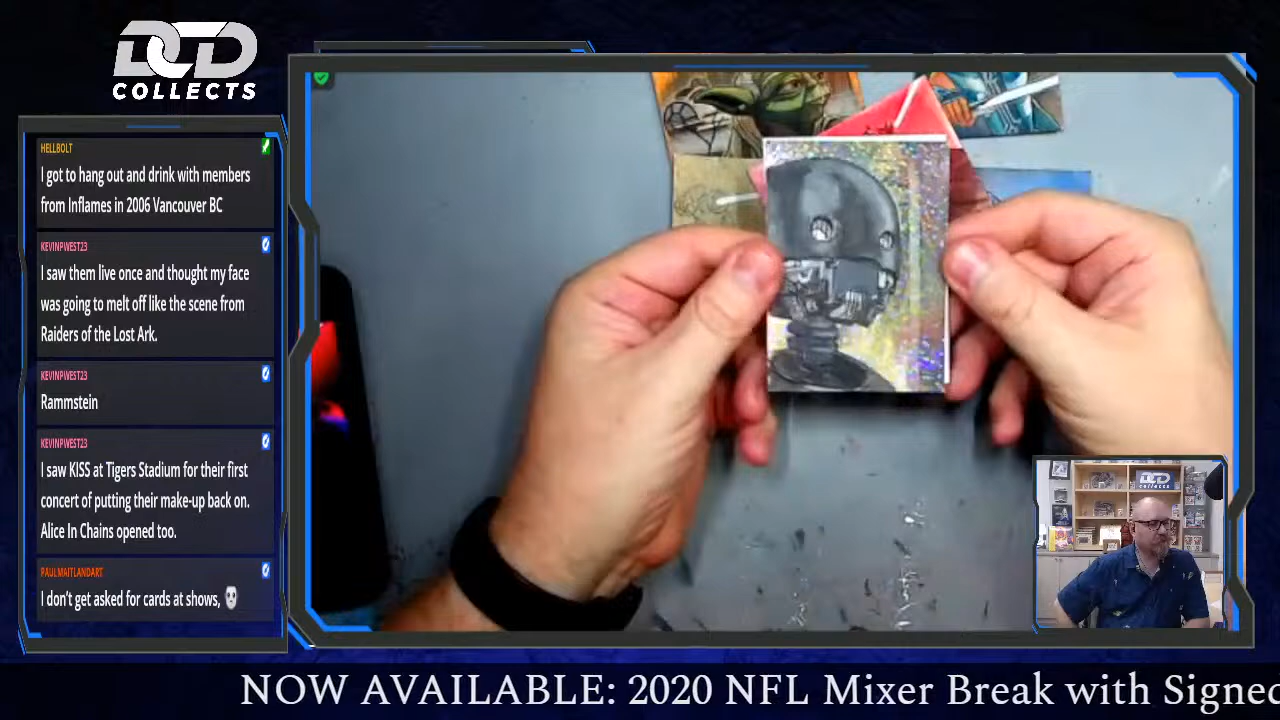 DCD
COLLECTS
HELLBOLT
I got to hang out and drink with members
from Inflames in 2006 Vancouver BC
KEVINPWEST23
I saw them live once and thought my face
was going to melt off like the scene from
Raiders of the Lost Ark.
KEVINPWEST23
Rammstein
KEVINPWEST23
I saw KISS at Tigers Stadium for their first
concert of putting their make-up back on.
Alice In Chains opened too.
PAULMAITLANDART
I don't get asked for cards at shows,
DCD
COLLECTS
NOW AVAILABLE: 2020 NFL Mixer Break with Signed